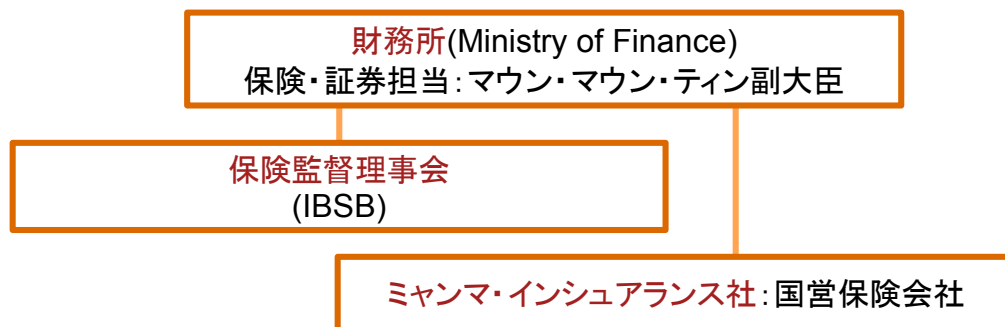 財務所(Ministry of Finance)
保険・証券担当：マウン・マウン・ティン副大臣
保険監督理事会
(IBSB)
ミャンマ・インシュアランス社：国営保険会社